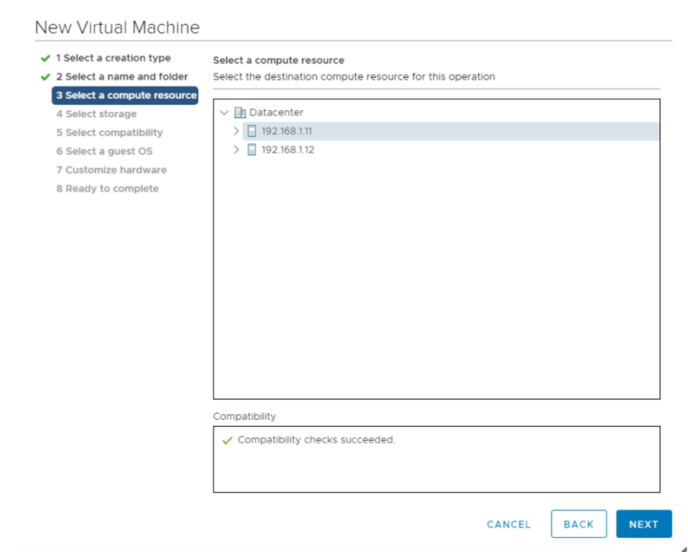 New Virtual Machine
1 Select a creation type
2 Select a name and folder
3 Select a compute resource
4 Select storage
5 Select compatibility
6 Select a guest OS
7 Customize hardware
8 Ready to complete
Select a compute resource
Select the destination compute resource for this operation
Datacenter
192.168.1.11
192.168.1.12
Compatibility
Compatibility checks succeeded.
CANCEL
BACK
NEXT